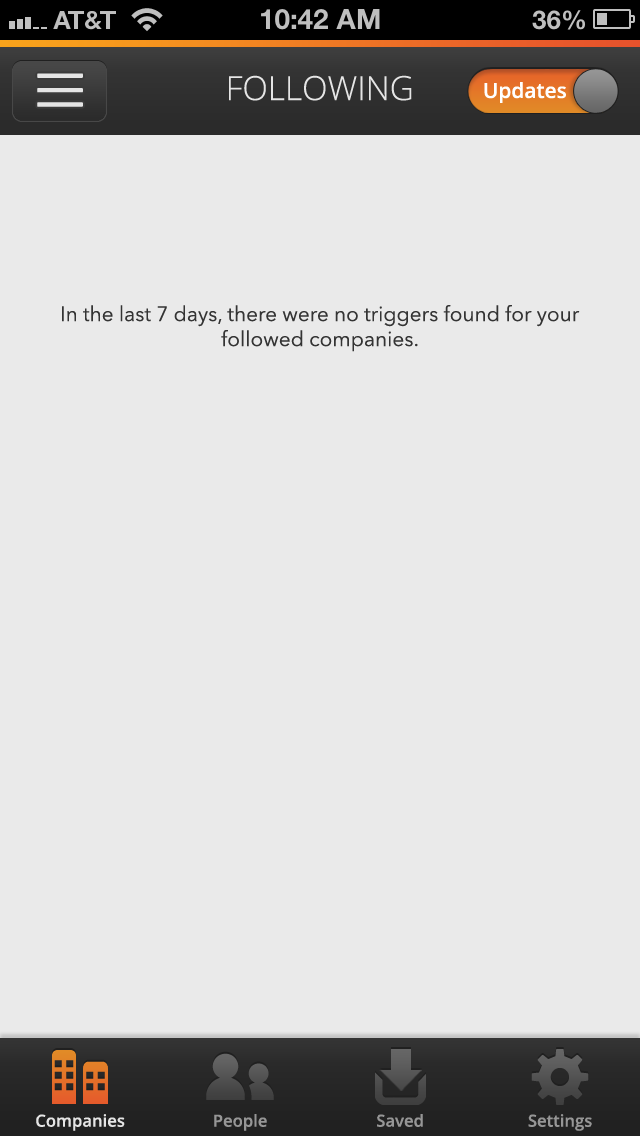 AT&T 10:42 AM 36%
FOLLOWING Updates
In the last 7 days, there were no triggers found for your
followed companies.
Companies People Saved Settings